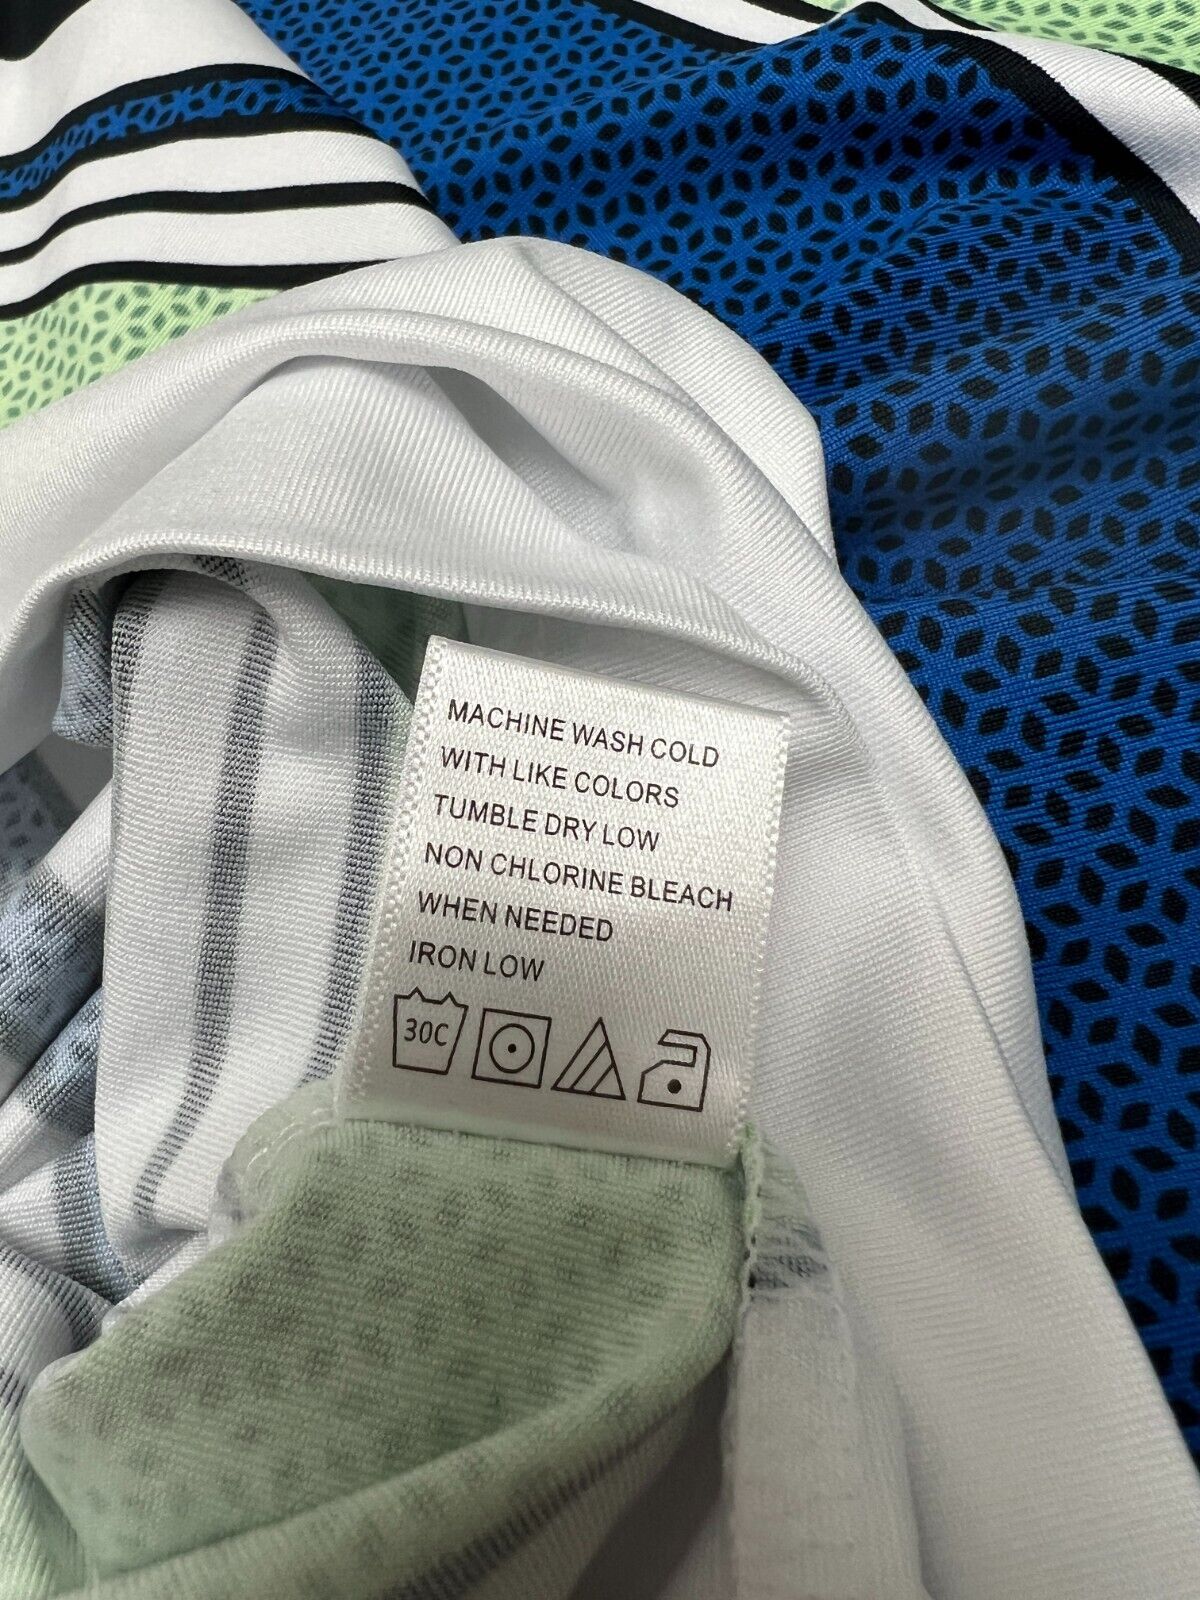 MACHINE WASH COLD
WITH LIKE COLORS
TUMBLE DRY LOW
NON CHLORINE BLEACH
WHEN NEEDED
IRON LOW
30C